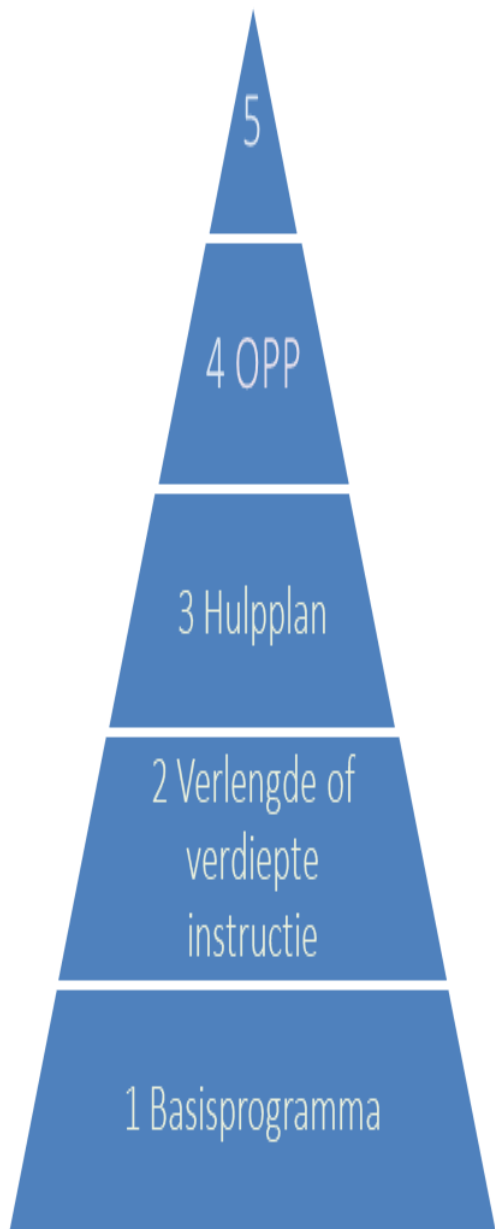 5
4 OPP
3 Hulpplan
2 Verlengde of
verdiepte
instructie
1 Basisprogramma